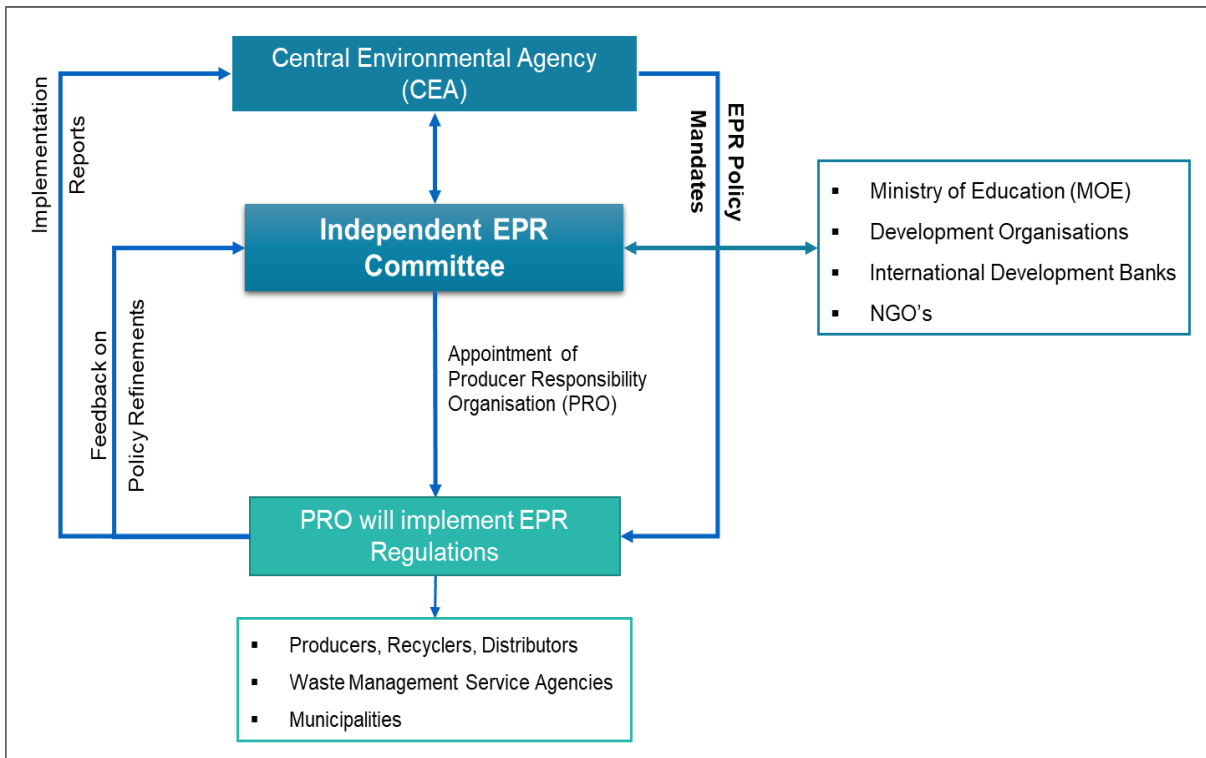 Central Environmental Agency
(CEA)
Implementation
Reports
EPR Policy
Mandates
▪ Ministry of Education (MOE)
▪ Development Organisations
▪ International Development Banks
▪ NGO's
Independent EPR
Committee
Feedback on
Policy Refinements
Appointment of
Producer Responsibility
Organisation (PRO)
PRO will implement EPR
Regulations
▪ Producers, Recyclers, Distributors
▪ Waste Management Service Agencies
▪ Municipalities